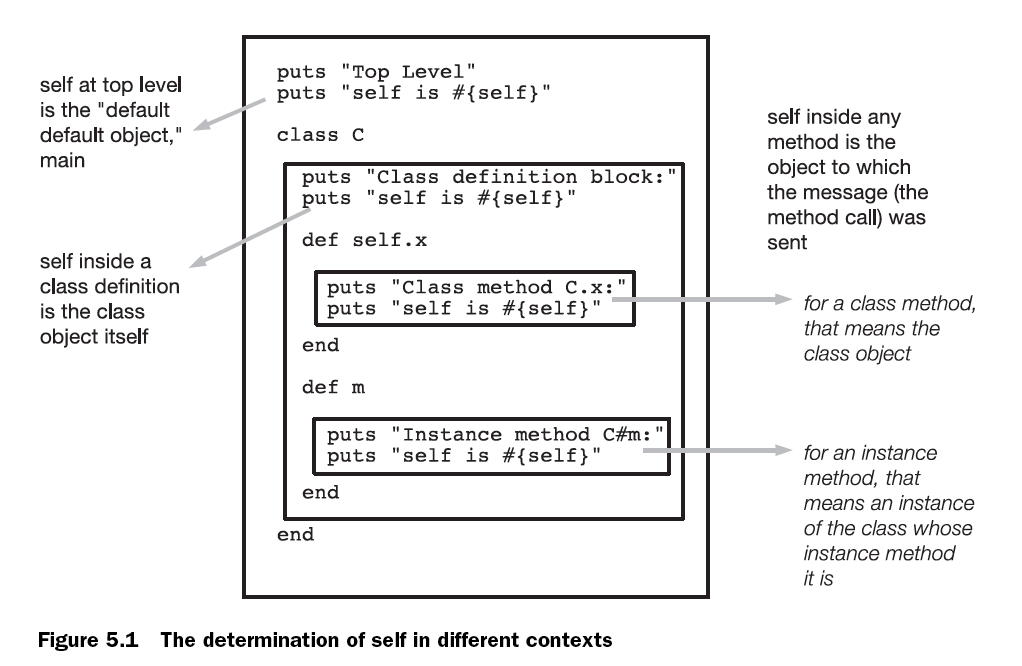 self at top level
is the "default
default object,"
main
self inside a
class definition
is the class
object itself
puts "Top Level"
puts "self is #{self}"
class C
puts "Class definition block:"
puts "self is #{self}"
def self.x
puts "Class method C.x:"
puts "self is #{self}"
end
def m
puts "Instance method C#m:"
puts "self is #{self}"
end
end
self inside any
method is the
object to which
the message (the
method call) was
sent
for a class method,
that means the
class object
for an instance
method, that
means an instance
of the class whose
instance method
it is
Figure 5.1 The determination of self in different contexts